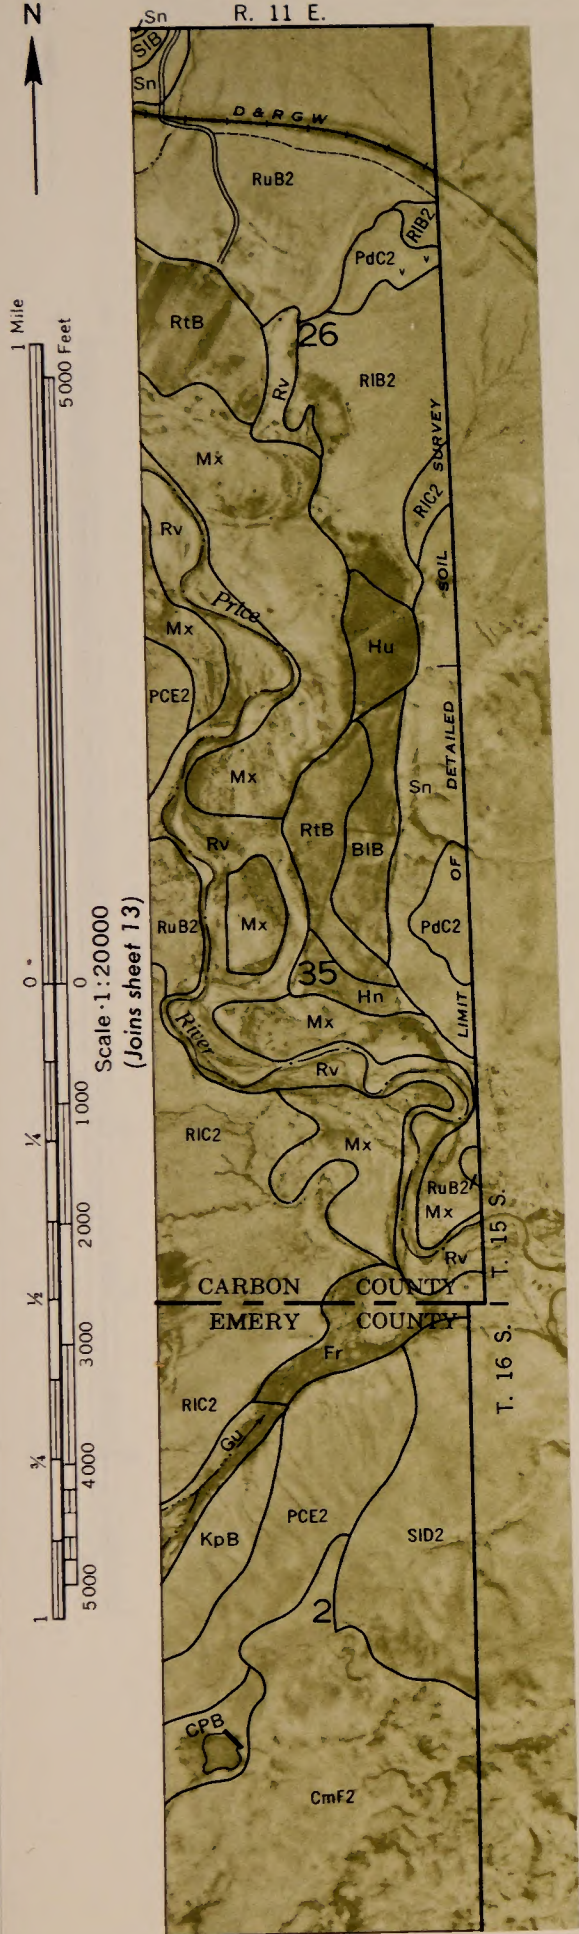 N
R. 11 E.
Sn
SIB
Sn
D & R G W
RuB2
RIB2
PdC2
RtB
26
RIB2
Rv
Mx
RIC2
Rv
Price
Mx
Hu
PCE2
Mx
Sn
RtB
BIB
Rv
RuB2
Mx
PdC2
35
Hn
River
Mx
Rv
RIC2
Mx
RuB2
Mx
Rv
LIMIT OF DETAILED SOIL SURVEY
T. 15 S.
CARBON COUNTY
EMERY COUNTY
T. 16 S.
Fr
RIC2
Gu
KpB
PCE2
SID2
2
CPB
CmF2
1 Mile
5000 Feet
Scale 1:20000
(Joins sheet 13)
0
0
1000
1/4
2000
1/2
3000
3/4
4000
5000
1